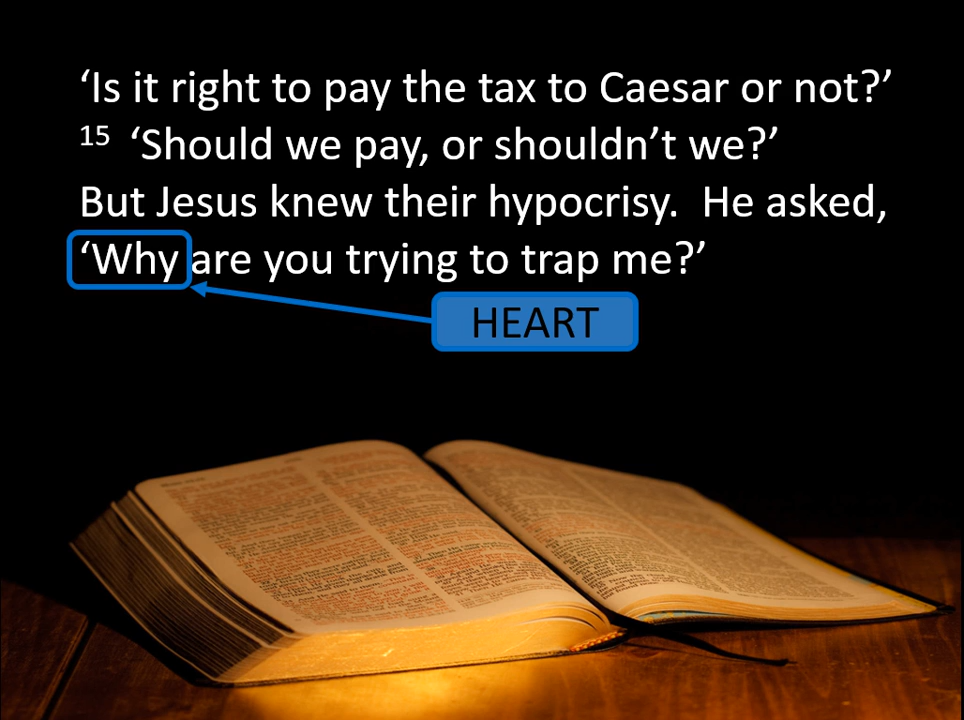 ‘Is it right to pay the tax to Caesar or not?’
15 ‘Should we pay, or shouldn’t we?’
But Jesus knew their hypocrisy.  He asked,
‘Why are you trying to trap me?’
HEART